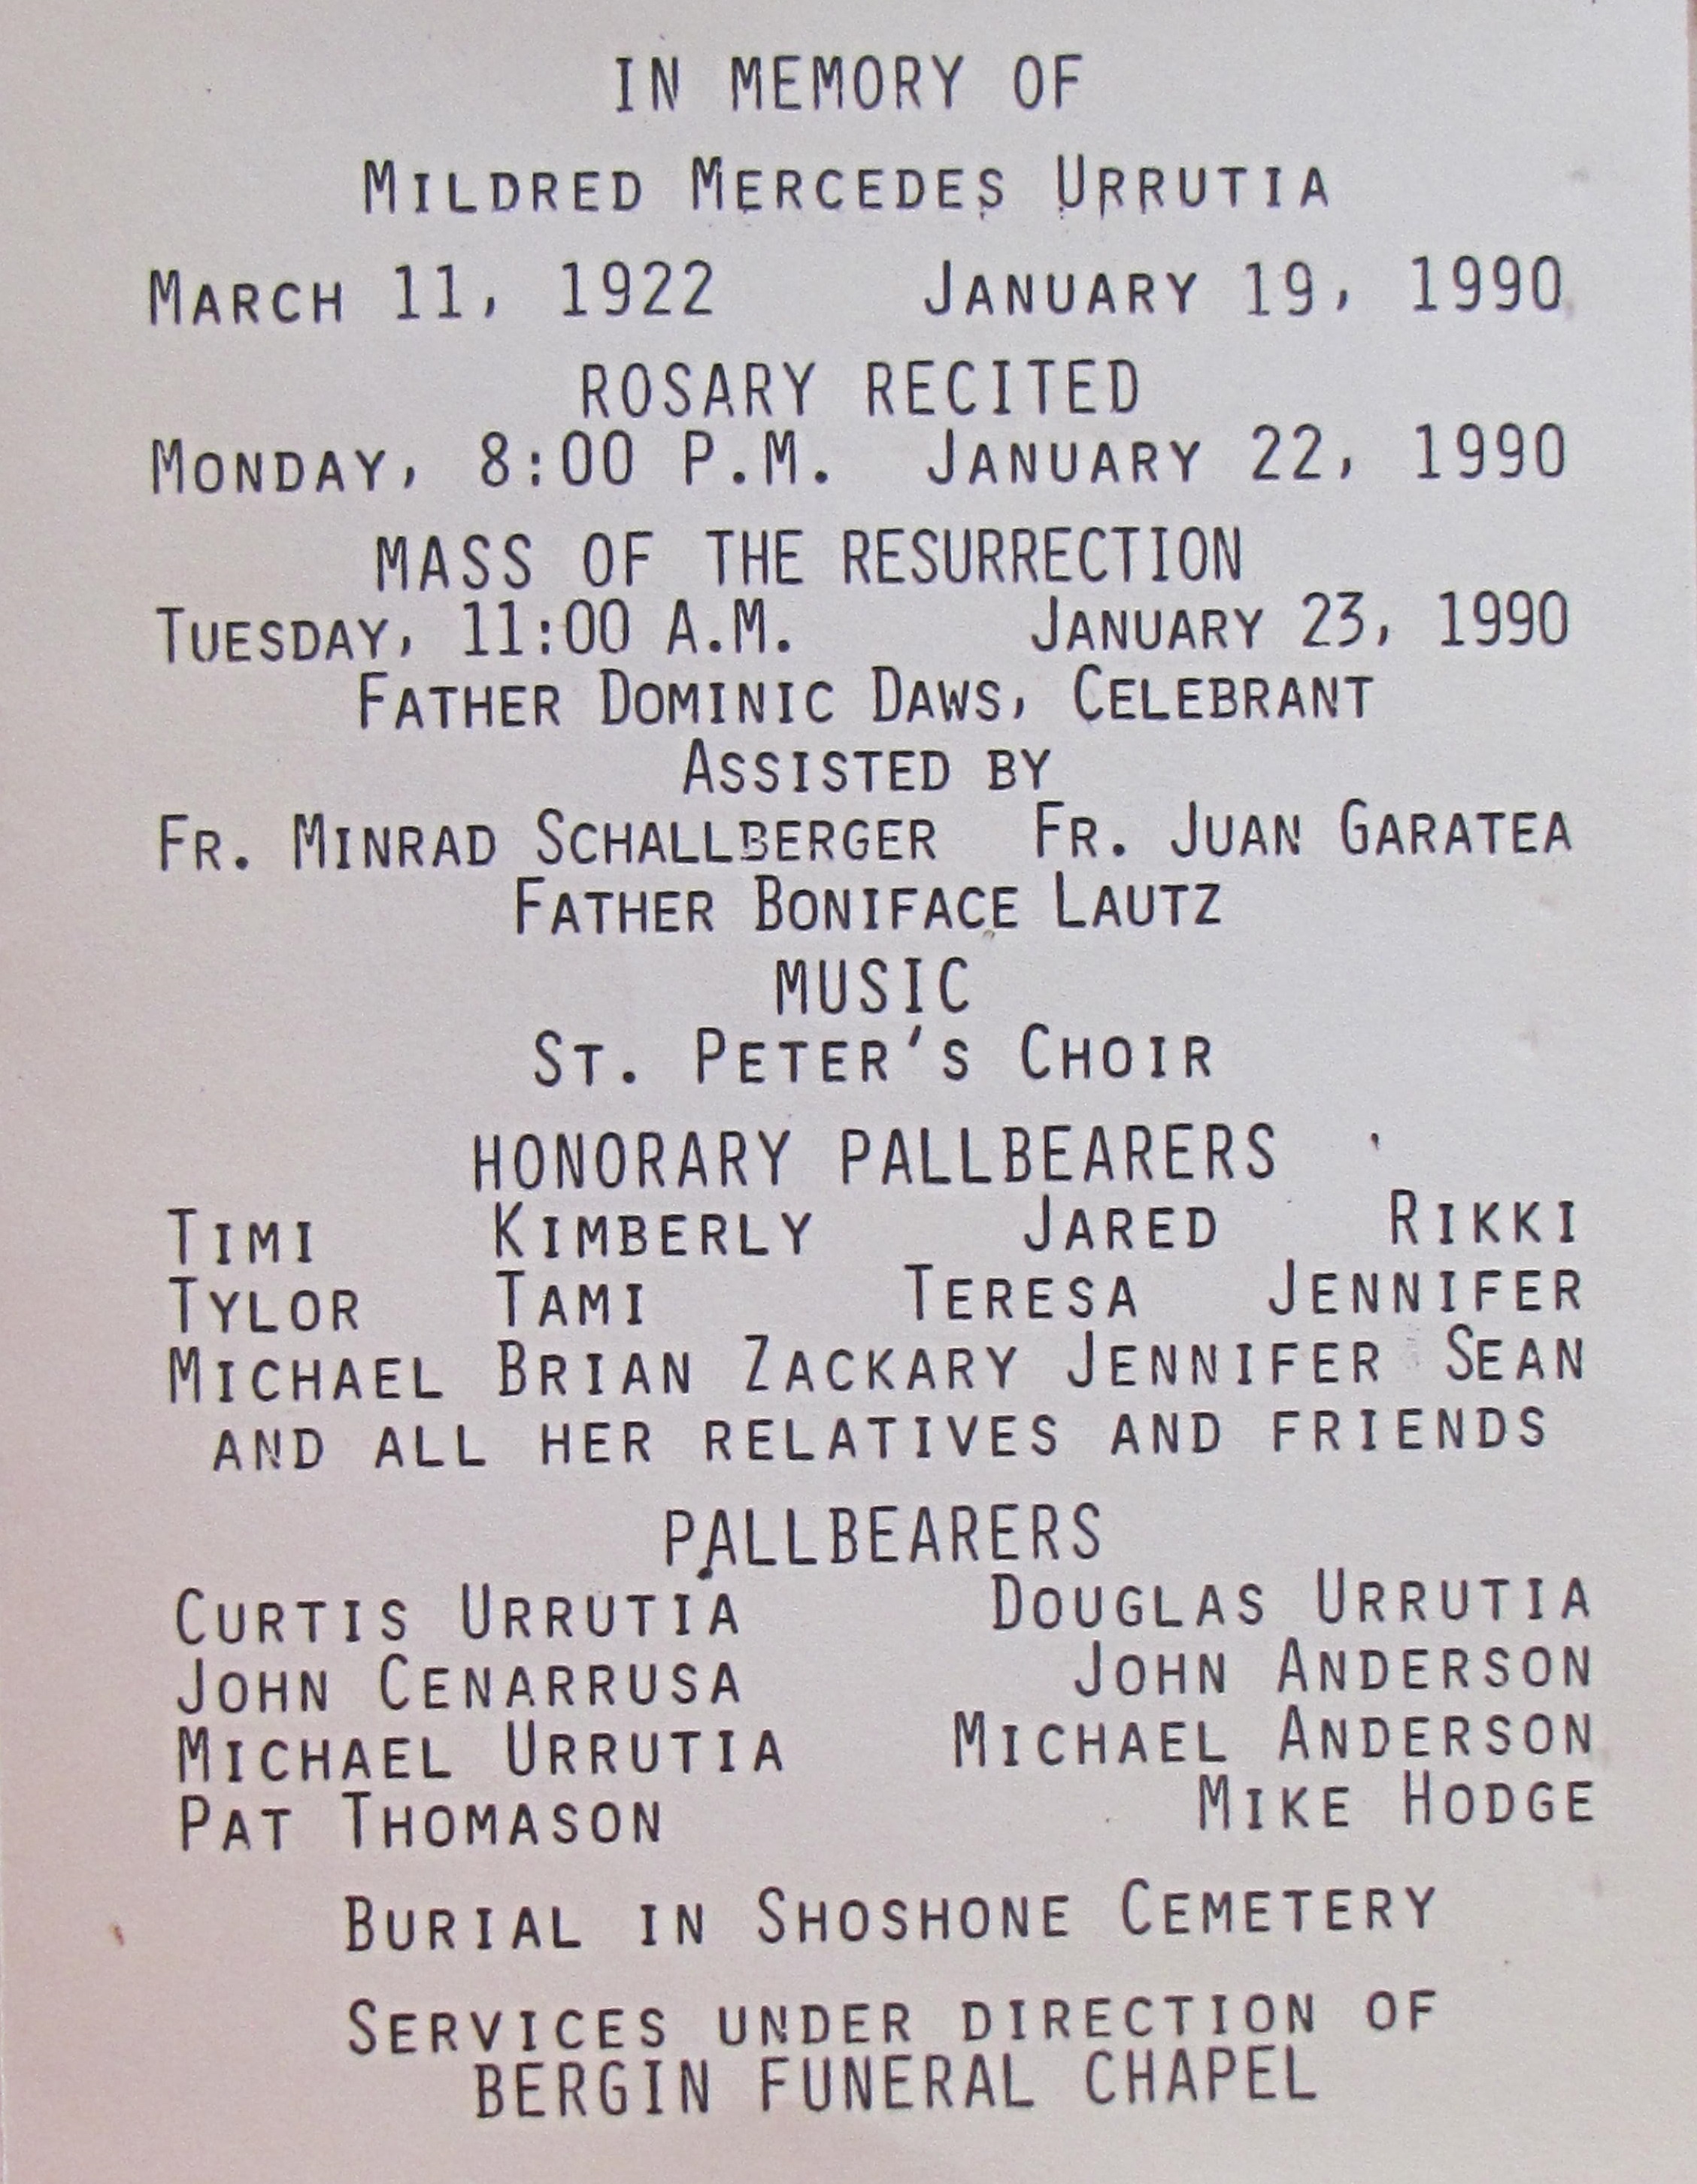 IN MEMORY OF
MILDRED MERCEDES URRUTIA
MARCH 11, 1922 JANUARY 19, 1990
ROSARY RECITED
MONDAY, 8:00 P.M. JANUARY 22, 1990
MASS OF THE RESURRECTION
TUESDAY, 11:00 A.M. JANUARY 23, 1990
FATHER DOMINIC DAWS, CELEBRANT
ASSISTED BY
FR. MINRAD SCHALLBERGER FR. JUAN GARATEA
FATHER BONIFACE LAUTZ
MUSIC
ST. PETER'S CHOIR
HONORARY PALLBEARERS
TIMI KIMBERLY JARED RIKKI
TYLOR TAMI TERESA JENNIFER
MICHAEL BRIAN ZACKARY JENNIFER SEAN
AND ALL HER RELATIVES AND FRIENDS
PALLBEARERS
CURTIS URRUTIA DOUGLAS URRUTIA
JOHN CENARRUSA JOHN ANDERSON
MICHAEL URRUTIA MICHAEL ANDERSON
PAT THOMASON MIKE HODGE
BURIAL IN SHOSHONE CEMETERY
SERVICES UNDER DIRECTION OF
BERGIN FUNERAL CHAPEL